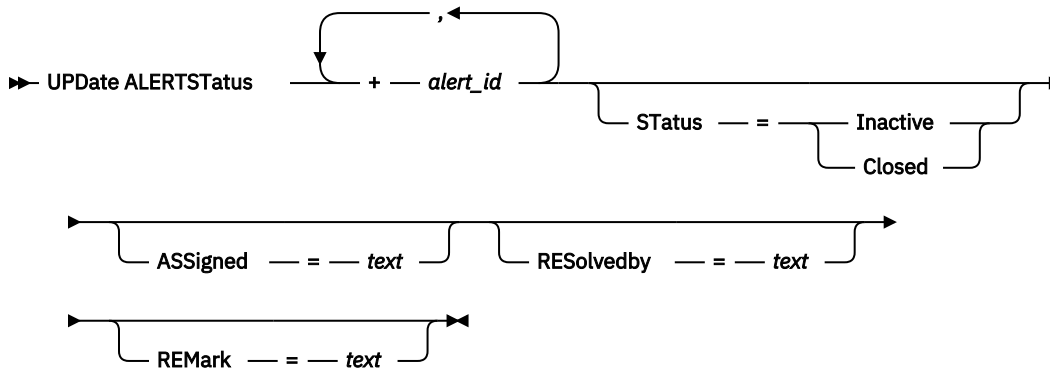 ,
UPDate ALERTSTatus + alert_id
STatus = Inactive
Closed
ASSigned = text RESolvedby = text
REMark = text